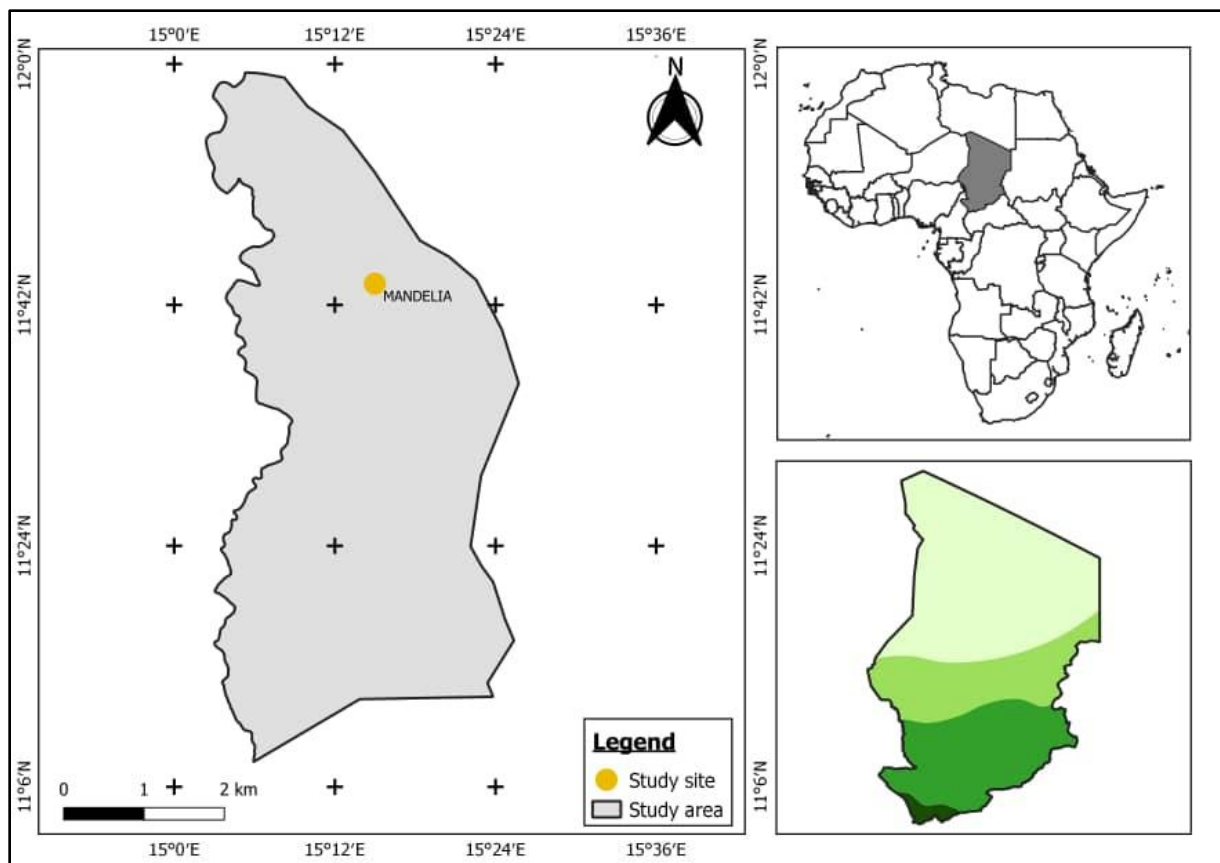 15°0′E 15°12′E 15°24′E 15°36′E
12°0′N
11°42′N
11°24′N
11°6′N
N
MANDELIA
Legend
Study site
Study area
0 1 2 km
12°0′N
11°42′N
11°24′N
11°6′N
15°0′E 15°12′E 15°24′E 15°36′E